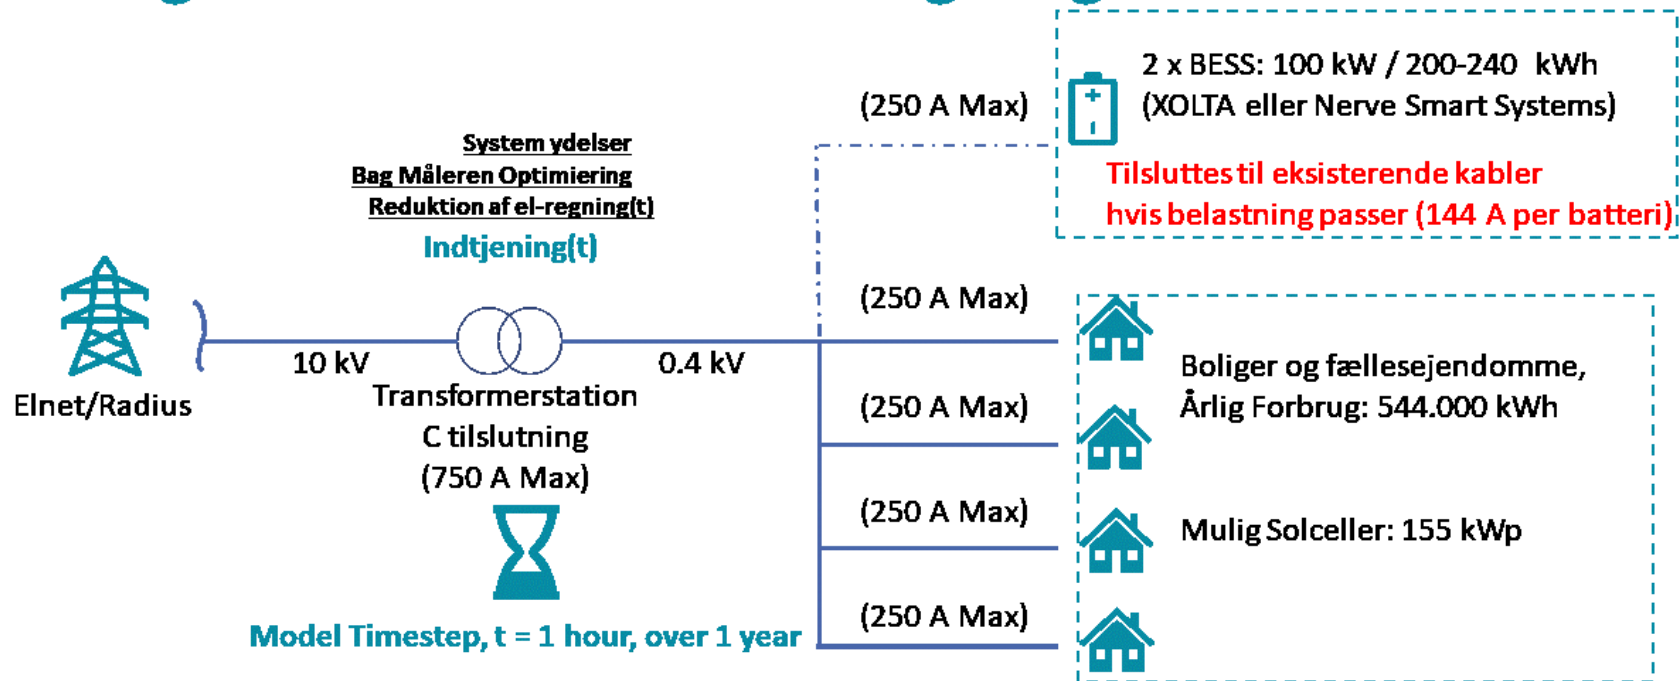 2 x BESS: 100 kW / 200-240 kWh
(XOLTA eller Nerve Smart Systems)
Tilsluttes til eksisterende kabler
hvis belastning passer (144 A per batteri)
(250 A Max)
System ydelser
Bag Måleren Optimiering
Reduktion af el-regning(t)
Indtjening(t)
(250 A Max)
10 kV
0.4 kV
Elnet/Radius
Transformerstation
C tilslutning
(750 A Max)
(250 A Max)
Boliger og fællesejendomme,
Årlig Forbrug: 544.000 kWh
(250 A Max)
Mulig Solceller: 155 kWp
(250 A Max)
Model Timestep, t = 1 hour, over 1 year